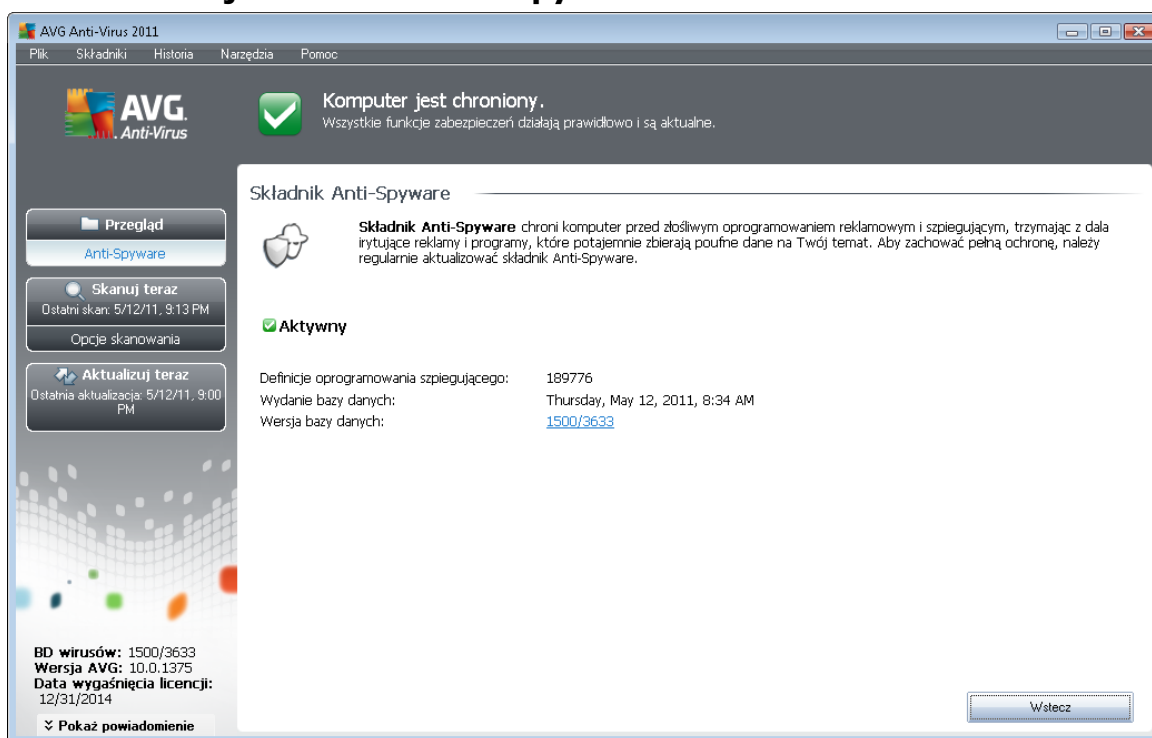 AVG Anti-Virus 2011
Plik Składniki Historia Narzędzia Pomoc
AVG.
Anti-Virus
Komputer jest chroniony.
Wszystkie funkcje zabezpieczeń działają prawidłowo i są aktualne.
Przegląd
Anti-Spyware
Skanuj teraz
Ostatni skan: 5/12/11, 9:13 PM
Opcje skanowania
Aktualizuj teraz
Ostatnia aktualizacja: 5/12/11, 9:00
PM
BD wirusów: 1500/3633
Wersja AVG: 10.0.1375
Data wygaśnięcia licencji:
12/31/2014
Pokaż powiadomienie
Składnik Anti-Spyware
Składnik Anti-Spyware chroni komputer przed złośliwym oprogramowaniem reklamowym i szpiegującym, trzymając z dala
irytujące reklamy i programy, które potajemnie zbierają poufne dane na Twój temat. Aby zachować pełną ochronę, należy
regularnie aktualizować składnik Anti-Spyware.
Aktywny
Definicje oprogramowania szpiegującego: 189776
Wydanie bazy danych: Thursday, May 12, 2011, 8:34 AM
Wersja bazy danych: 1500/3633
Wstecz